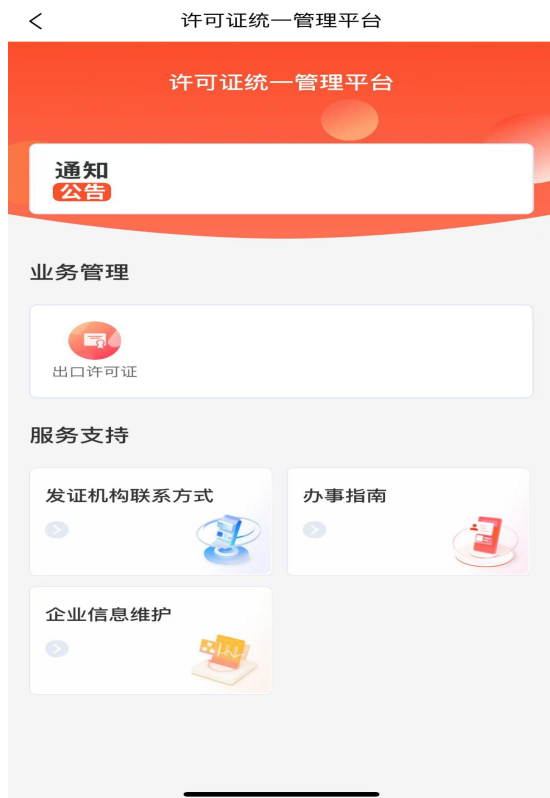 许可证统一管理平台
许可证统一管理平台
通知
公告
业务管理
出口许可证
服务支持
发证机构联系方式
办事指南
企业信息维护